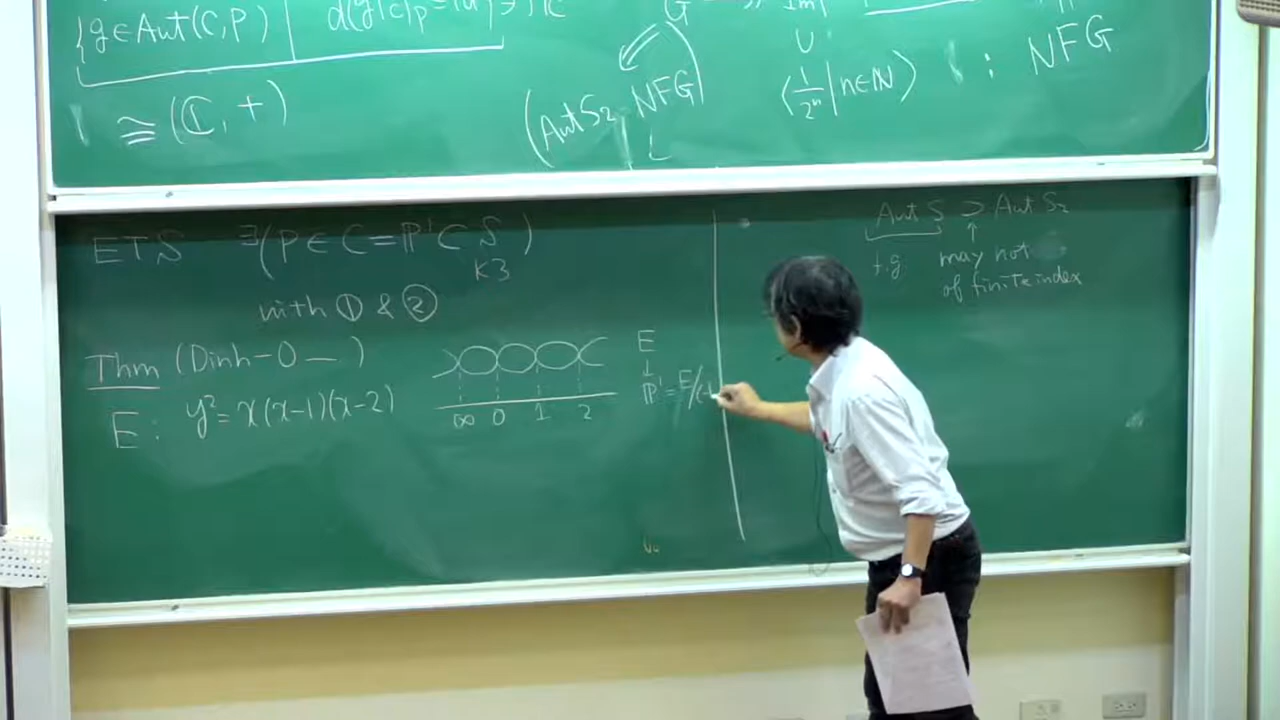 {g∈Aut(C,P) | d(g|C)P = id}
≅ (ℂ, +)
G
(Aut S₂ NFG)
∪
⟨1/2ⁿ | n∈ℕ⟩ : NFG
ETS ∃(P∈C=ℙ¹⊂S)
K3
with ① & ②
Thm (Dinh-O—)
E: y²=x(x-1)(x-2)
∞ 0 1 2
E
↓
ℙ¹ = E/(-1
Aut S ⊃ Aut S₂
f.g. ↑ may not
of finite index